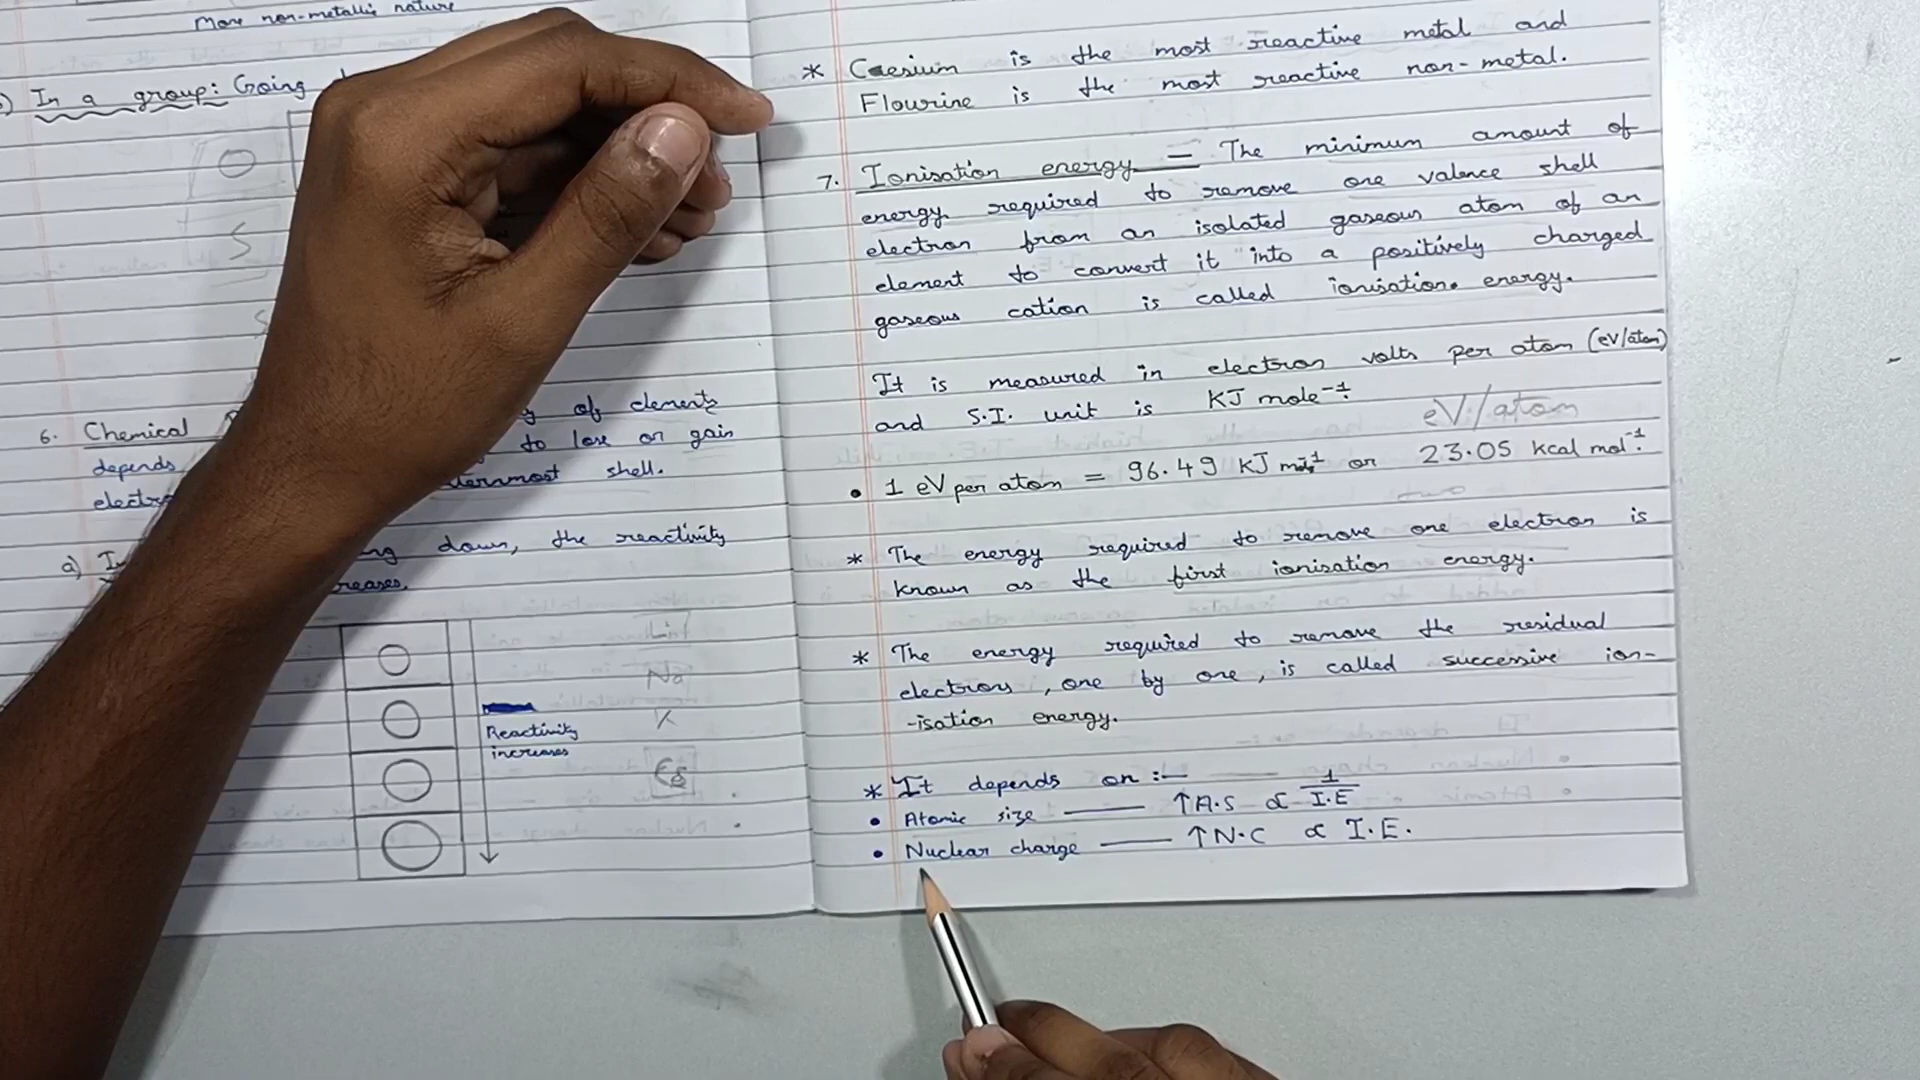 More non-metallic nature
In a group: Going
S
6. Chemical of elements
depends to lose or gain
shell.
a) down, the reactivity
Li
Na
K
Reactivity
increases
* Caesium is the most reactive metal and
Flourine is the most reactive non-metal.
7. Ionisation energy – The minimum amount of
energy required to remove one valence shell
electron from an isolated gaseous atom of an
element to convert it into a positively charged
gaseous cation is called ionisation energy.
It is measured in electron volts per atom (eV/atom)
and S.I. unit is KJ mole⁻¹.
eV/atom
• 1 eV per atom = 96.49 KJ mol⁻¹ or 23.05 kcal mol⁻¹.
* The energy required to remove one electron is
known as the first ionisation energy.
* The energy required to remove the residual
electrons, one by one, is called successive ion-
-isation energy.
* It depends on :—
• Atomic size —— ↑A.S ∝ 1/I.E
• Nuclear charge —— ↑N.C ∝ I.E.